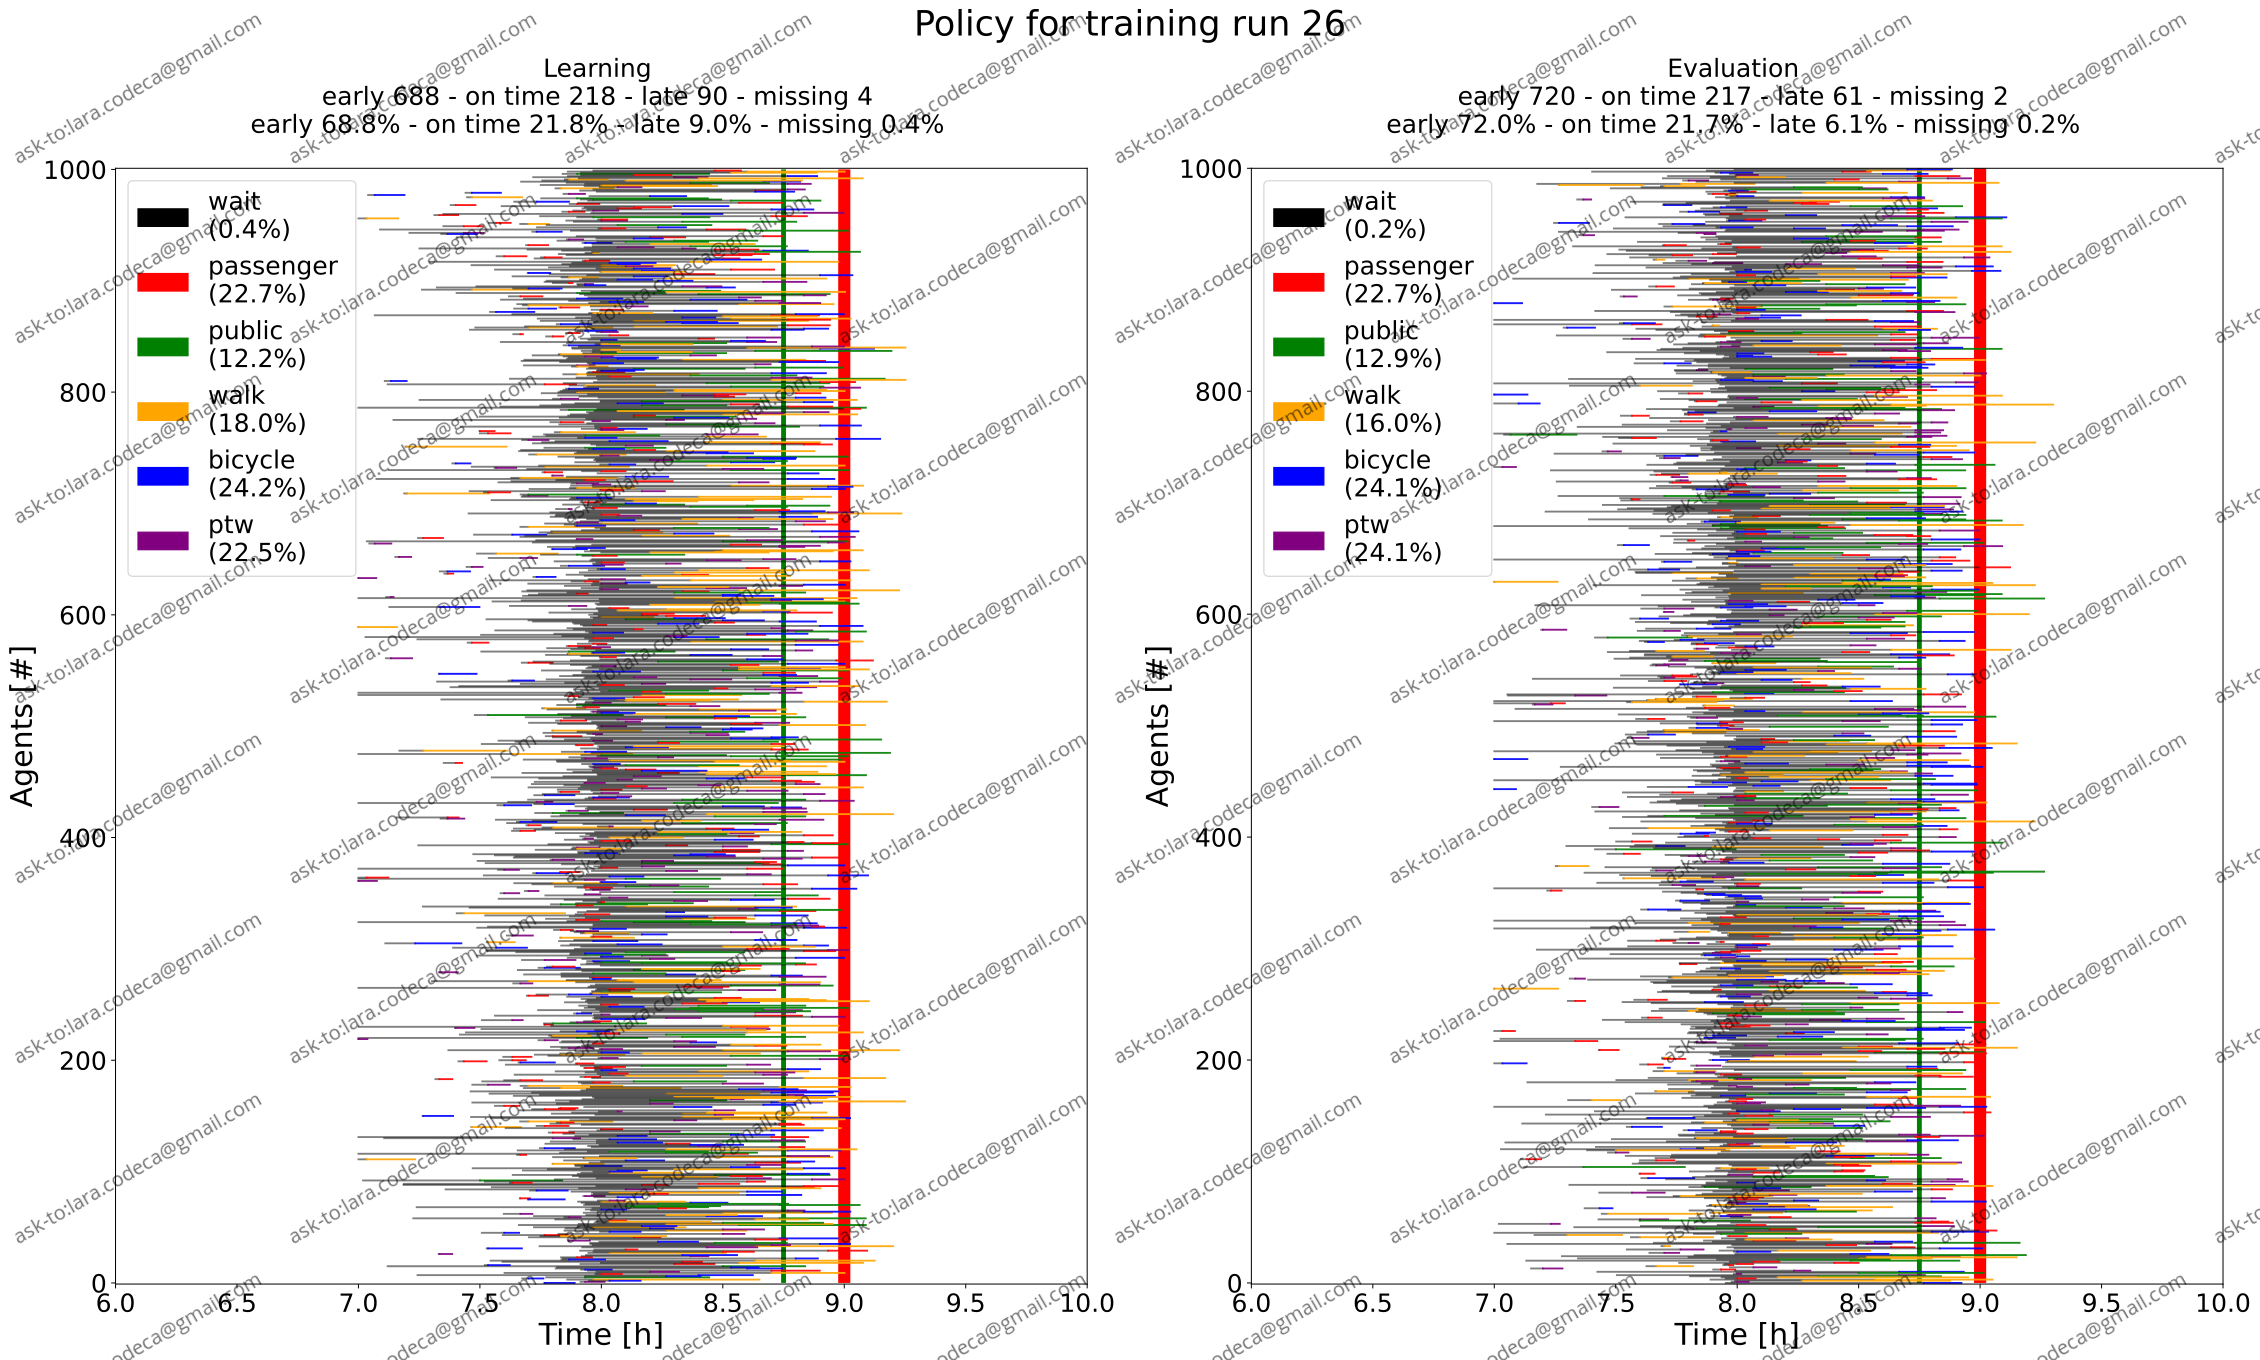 Policy for training run 26
Learning
early 688 - on time 218 - late 90 - missing 4
early 68.8% - on time 21.8% - late 9.0% - missing 0.4%
1000
800
600
400
200
0
Agents [#]
wait
(0.4%)
passenger
(22.7%)
public
(12.2%)
walk
(18.0%)
bicycle
(24.2%)
ptw
(22.5%)
6.0 6.5 7.0 7.5 8.0 8.5 9.0 9.5 10.0
Time [h]
Evaluation
early 720 - on time 217 - late 61 - missing 2
early 72.0% - on time 21.7% - late 6.1% - missing 0.2%
1000
800
600
400
200
0
Agents [#]
wait
(0.2%)
passenger
(22.7%)
public
(12.9%)
walk
(16.0%)
bicycle
(24.1%)
ptw
(24.1%)
6.0 6.5 7.0 7.5 8.0 8.5 9.0 9.5 10.0
Time [h]
ask-to:lara.codeca@gmail.com